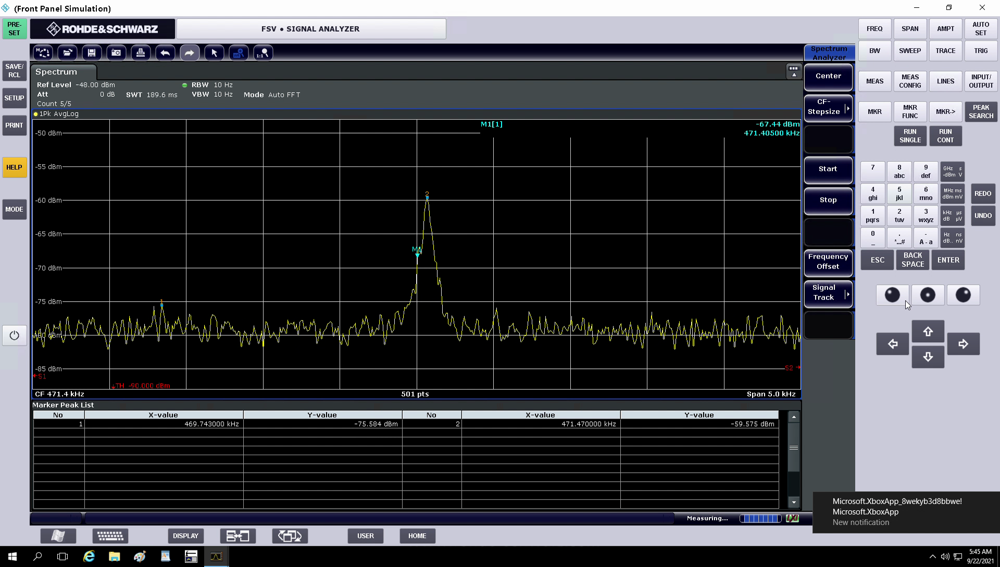 (Front Panel Simulation)
PRE-
SET
ROHDE&SCHWARZ
FSV • SIGNAL ANALYZER
FREQ
SPAN
AMPT
AUTO
SET
BW
SWEEP
TRACE
TRIG
SAVE/
RCL
SETUP
PRINT
HELP
MODE
1:1
Spectrum
Analyzer
Center
CF-
Stepsize
Start
Stop
Frequency
Offset
Signal
Track
Spectrum
Ref Level -48.00 dBm
RBW 10 Hz
Att 0 dB SWT 189.6 ms VBW 10 Hz Mode Auto FFT
Count 5/5
1Pk AvgLog
M1[1] -67.44 dBm
471.40500 kHz
-50 dBm
-55 dBm
2
-60 dBm
-65 dBm
M1
-70 dBm
-75 dBm
1
-80 dBm
-85 dBm
S1
S2
TH -90.000 dBm
CF 471.4 kHz 501 pts Span 5.0 kHz
Marker Peak List
No X-value Y-value No X-value Y-value
1 469.743000 kHz -75.584 dBm 2 471.470000 kHz -59.575 dBm
Measuring...
LXI
DISPLAY
USER
HOME
MEAS
MEAS
CONFIG
LINES
INPUT/
OUTPUT
MKR
MKR
FUNC
MKR->
PEAK
SEARCH
RUN
SINGLE
RUN
CONT
7
8
abc
9
def
GHz s
-dBm V
4
ghi
5
jkl
6
mno
MHz ms
dBm mV
REDO
1
pqrs
2
tuv
3
wxyz
kHz µs
dB µV
UNDO
0
_
.
*...#
-
A - a
Hz ns
dB.. nV
ESC
BACK
SPACE
ENTER
Microsoft.XboxApp_8wekyb3d8bbwe!
Microsoft.XboxApp
New notification
5:45 AM
9/22/2021